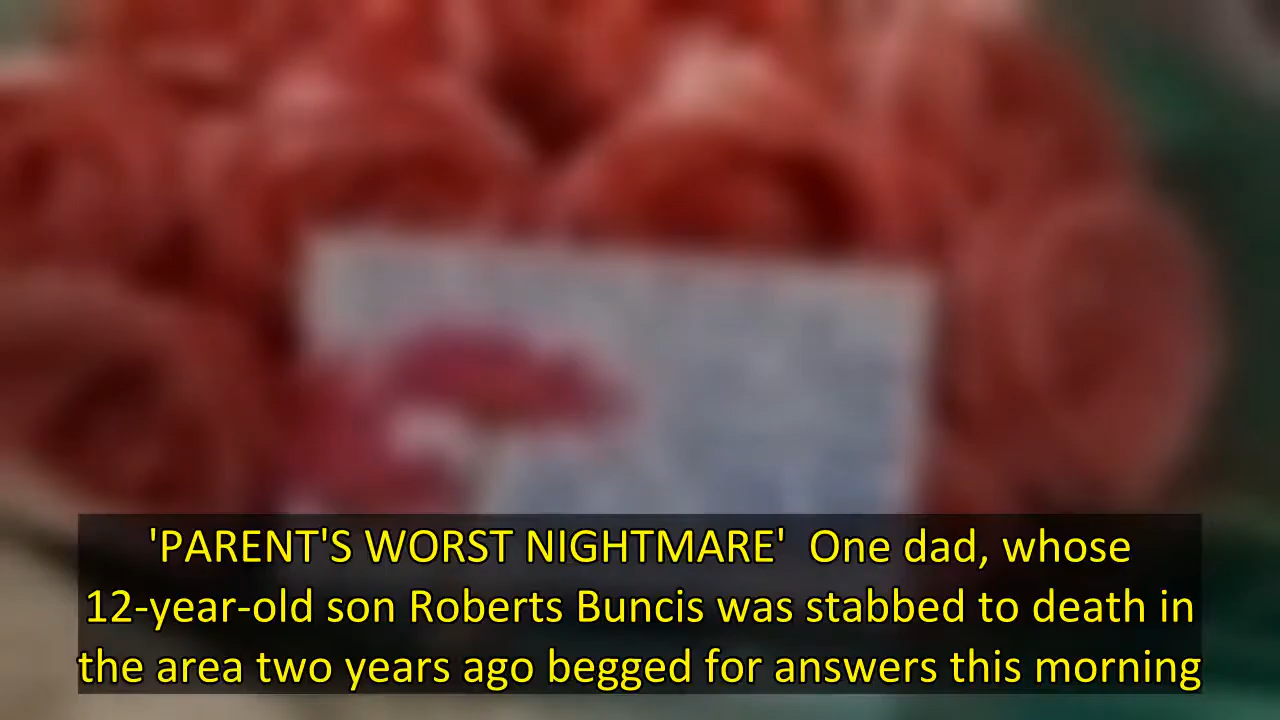 'PARENT'S WORST NIGHTMARE'  One dad, whose
12-year-old son Roberts Buncis was stabbed to death in
the area two years ago begged for answers this morning